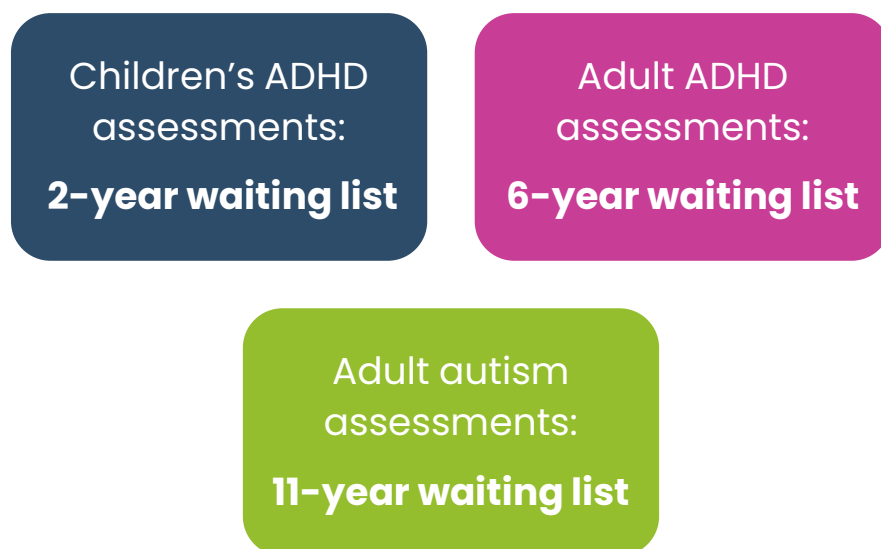 Children’s ADHD
assessments:
2-year waiting list
Adult ADHD
assessments:
6-year waiting list
Adult autism
assessments:
11-year waiting list